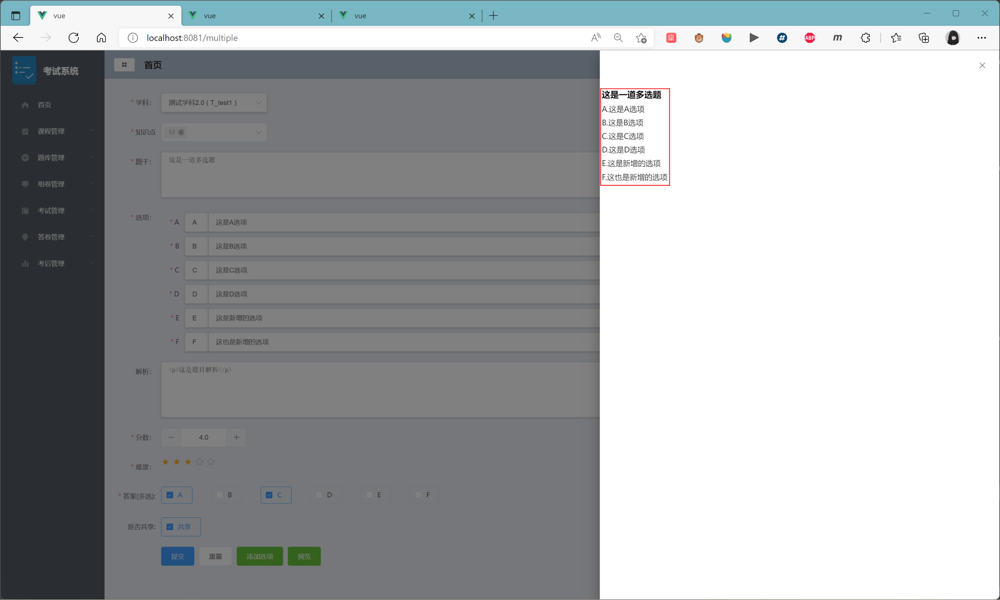 vue
vue
vue
localhost:8081/multiple
惠
#
ABP
m
考试系统
首页
课程管理
题库管理
组卷管理
考试管理
答卷管理
考后管理
首页
* 学科：
测试学科2.0 ( T_test1 )
* 知识点
12
* 题干：
这是一道多选题
* 选项：
* A A 这是A选项
* B B 这是B选项
* C C 这是C选项
* D D 这是D选项
* E E 这是新增的选项
* F F 这也是新增的选项
解析：
<p>这是题目解析</p>
* 分数：
4.0
* 难度：
* 答案(多选): A B C D E F
是否共享: 共享
提交 重置 添加选项 预览
这是一道多选题
A.这是A选项
B.这是B选项
C.这是C选项
D.这是D选项
E.这是新增的选项
F.这也是新增的选项